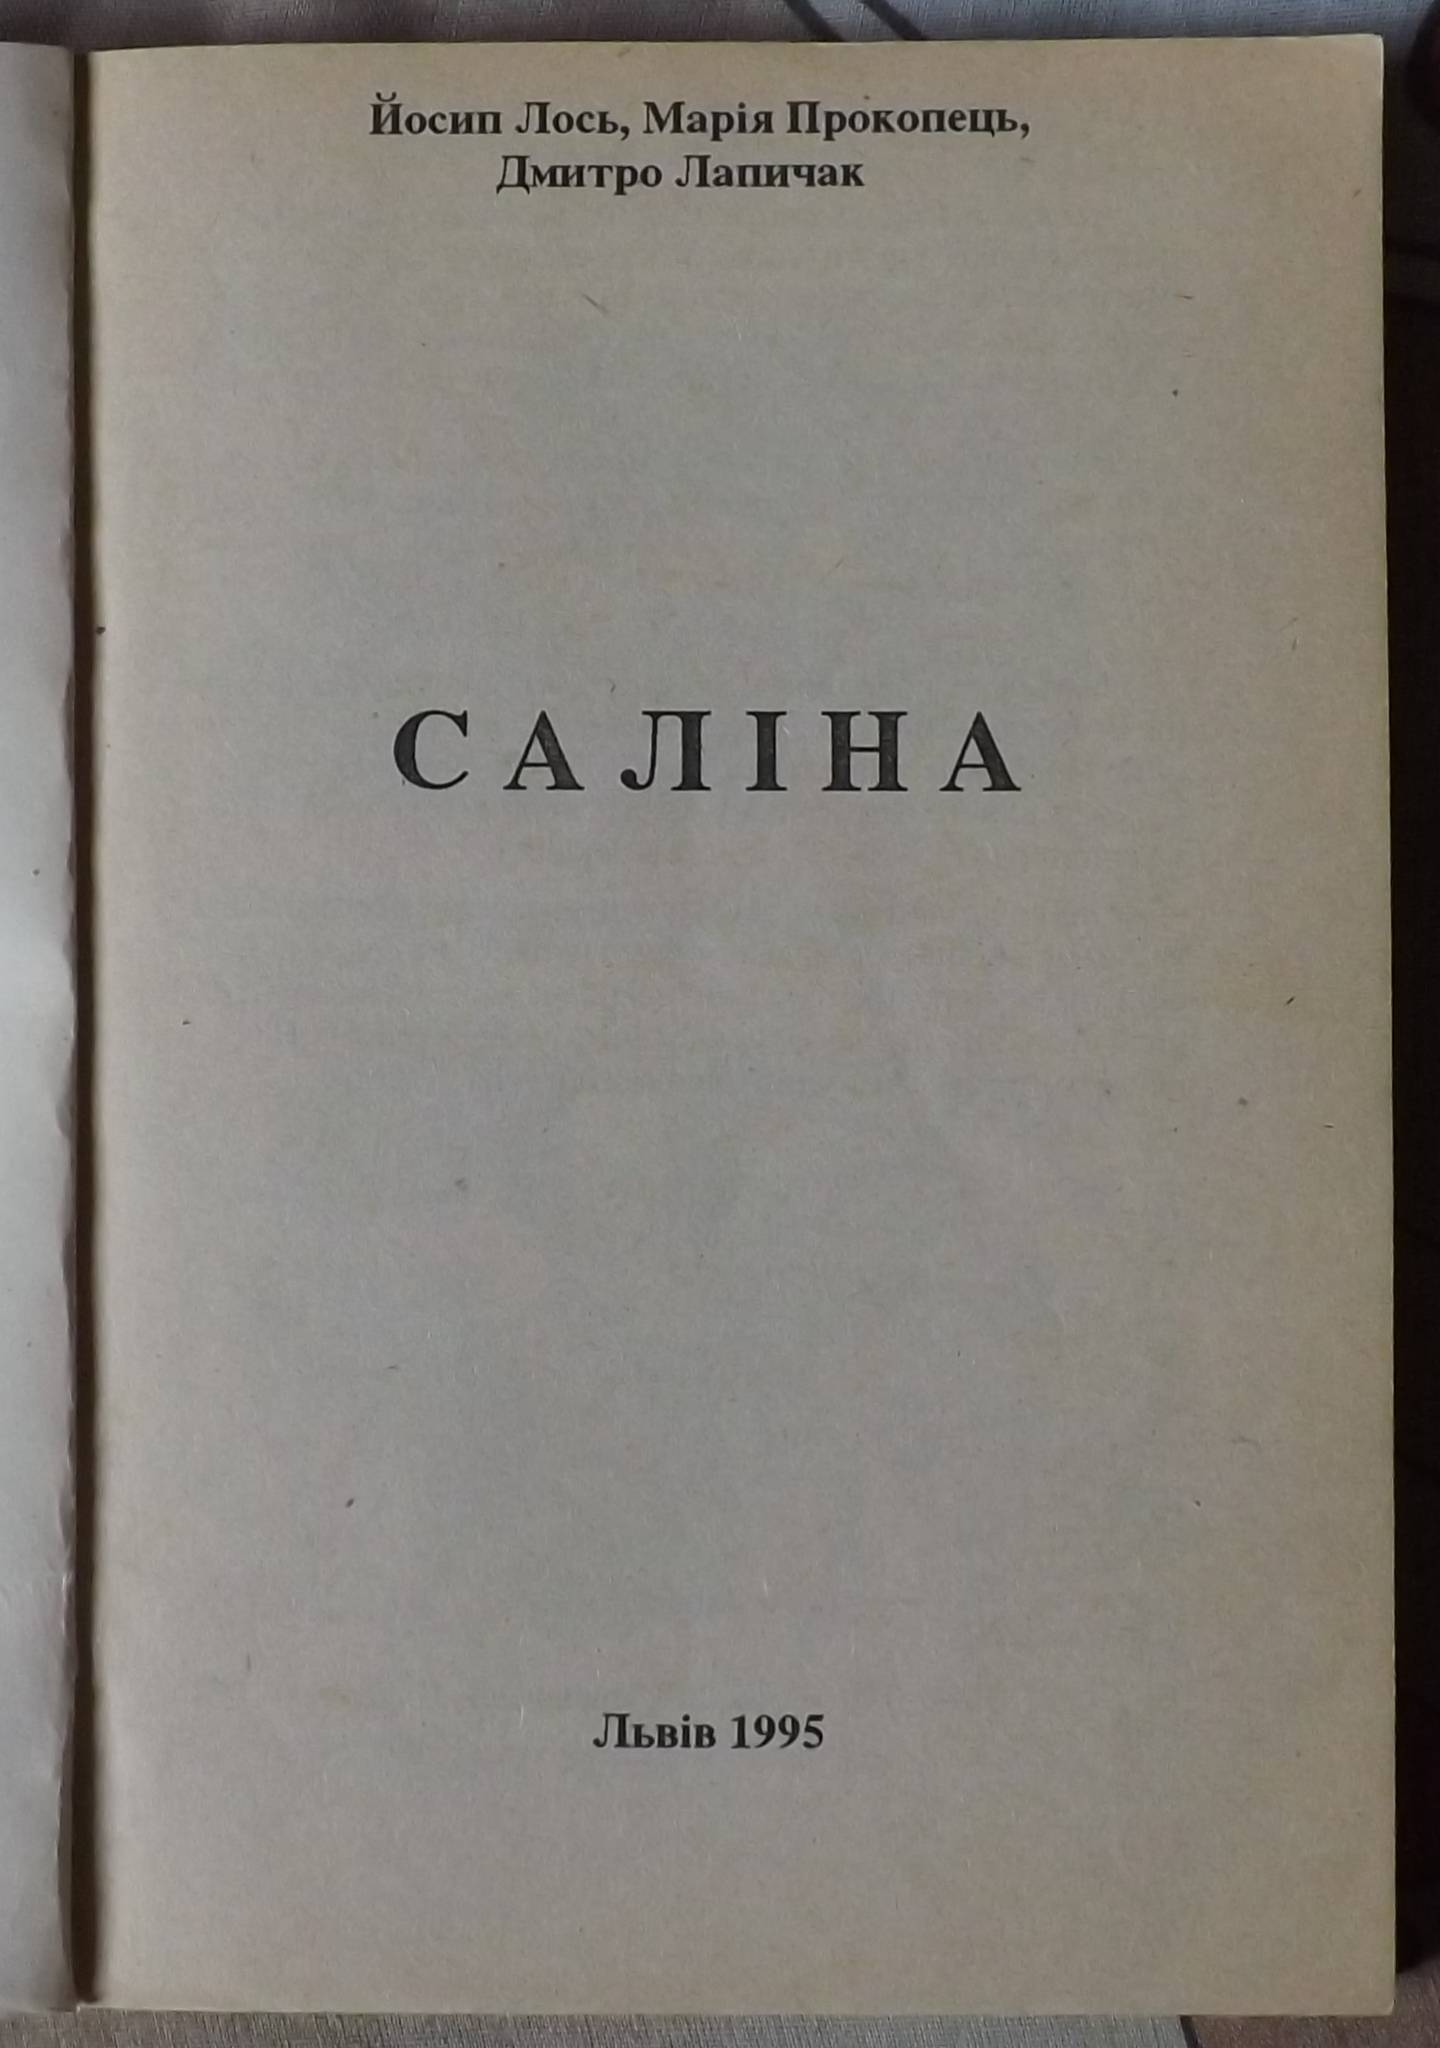 Йосип Лось, Марія Прокопець,
Дмитро Лапичак
САЛІНА
Львів 1995